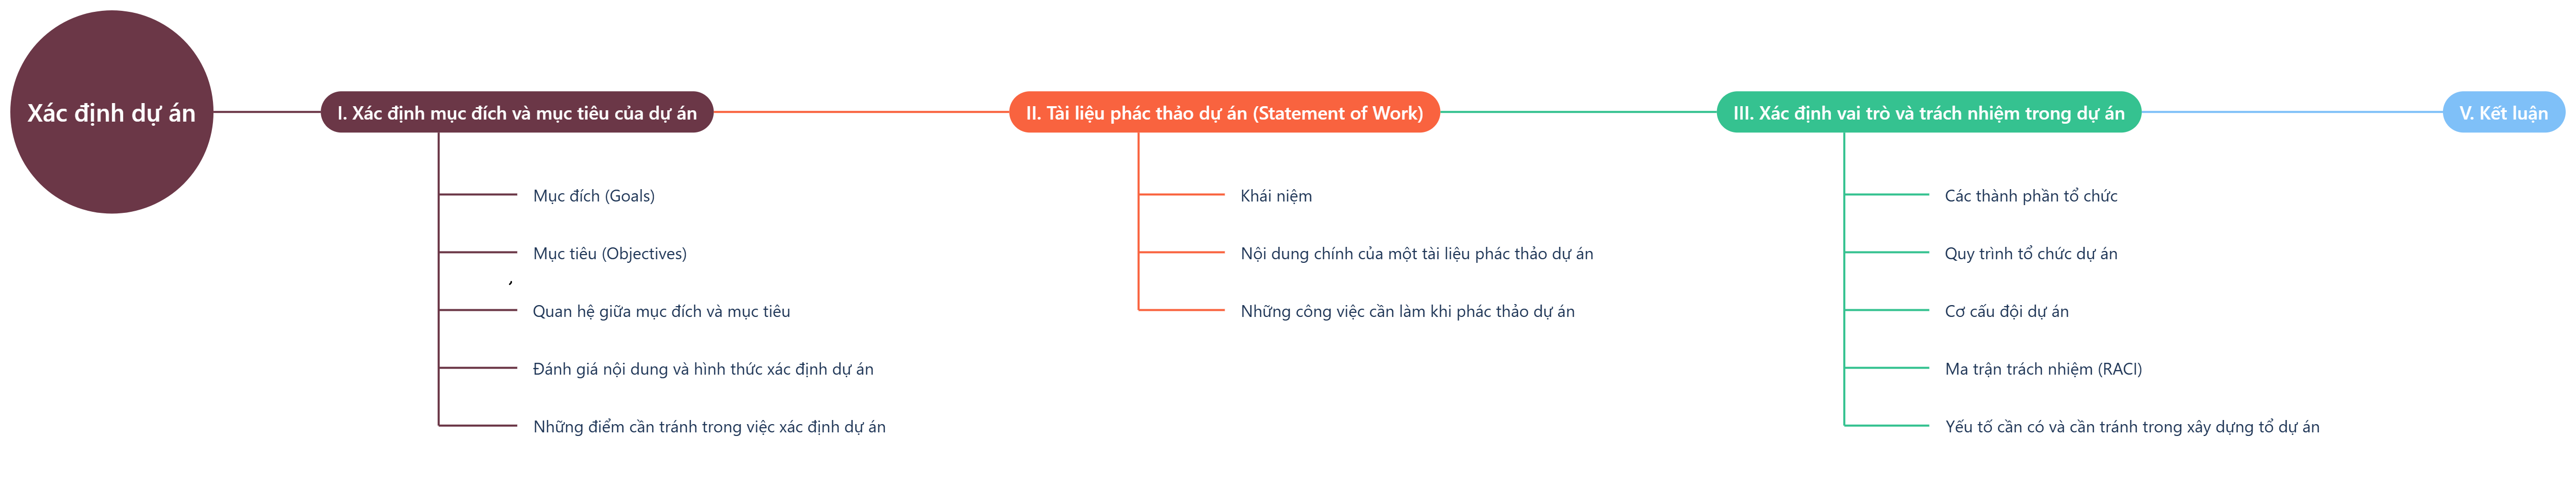 Xác định dự án
I. Xác định mục đích và mục tiêu của dự án
Mục đích (Goals)
Mục tiêu (Objectives)
,
Quan hệ giữa mục đích và mục tiêu
Đánh giá nội dung và hình thức xác định dự án
Những điểm cần tránh trong việc xác định dự án
II. Tài liệu phác thảo dự án (Statement of Work)
Khái niệm
Nội dung chính của một tài liệu phác thảo dự án
Những công việc cần làm khi phác thảo dự án
III. Xác định vai trò và trách nhiệm trong dự án
Các thành phần tổ chức
Quy trình tổ chức dự án
Cơ cấu đội dự án
Ma trận trách nhiệm (RACI)
Yếu tố cần có và cần tránh trong xây dựng tổ dự án
V. Kết luận